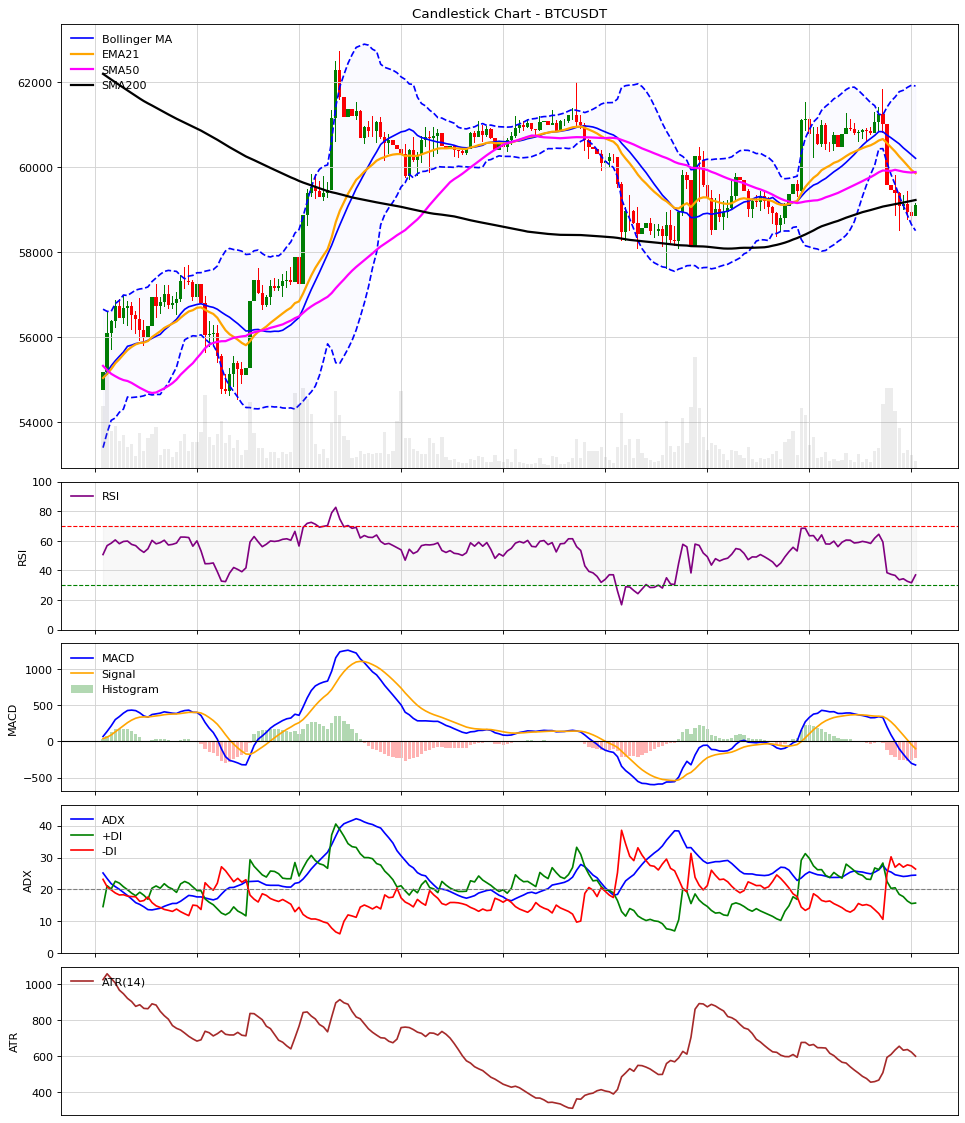 Candlestick Chart - BTCUSDT
Bollinger MA
EMA21
SMA50
SMA200
62000
60000
58000
56000
54000
RSI
100
80
60
40
20
0
RSI
MACD
Signal
Histogram
1000
500
0
−500
MACD
ADX
+DI
-DI
40
30
20
10
0
ADX
ATR(14)
1000
800
600
400
ATR